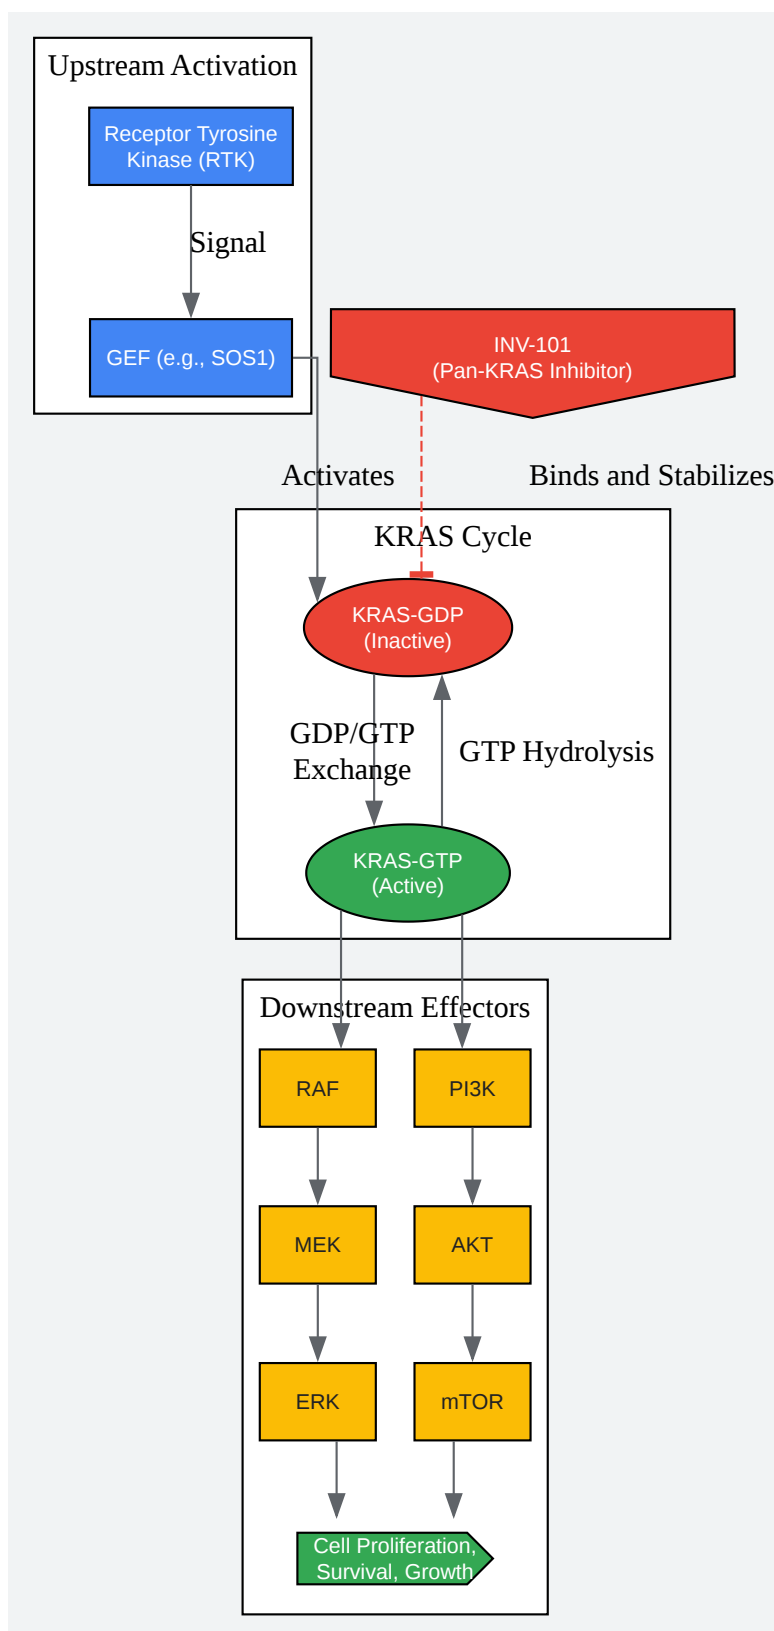 Upstream Activation
Receptor Tyrosine
Kinase (RTK)
Signal
GEF (e.g., SOS1)
INV-101
(Pan-KRAS Inhibitor)
Activates
Binds and Stabilizes
KRAS Cycle
KRAS-GDP
(Inactive)
GDP/GTP
Exchange
GTP Hydrolysis
KRAS-GTP
(Active)
Downstream Effectors
RAF
PI3K
MEK
AKT
ERK
mTOR
Cell Proliferation,
Survival, Growth